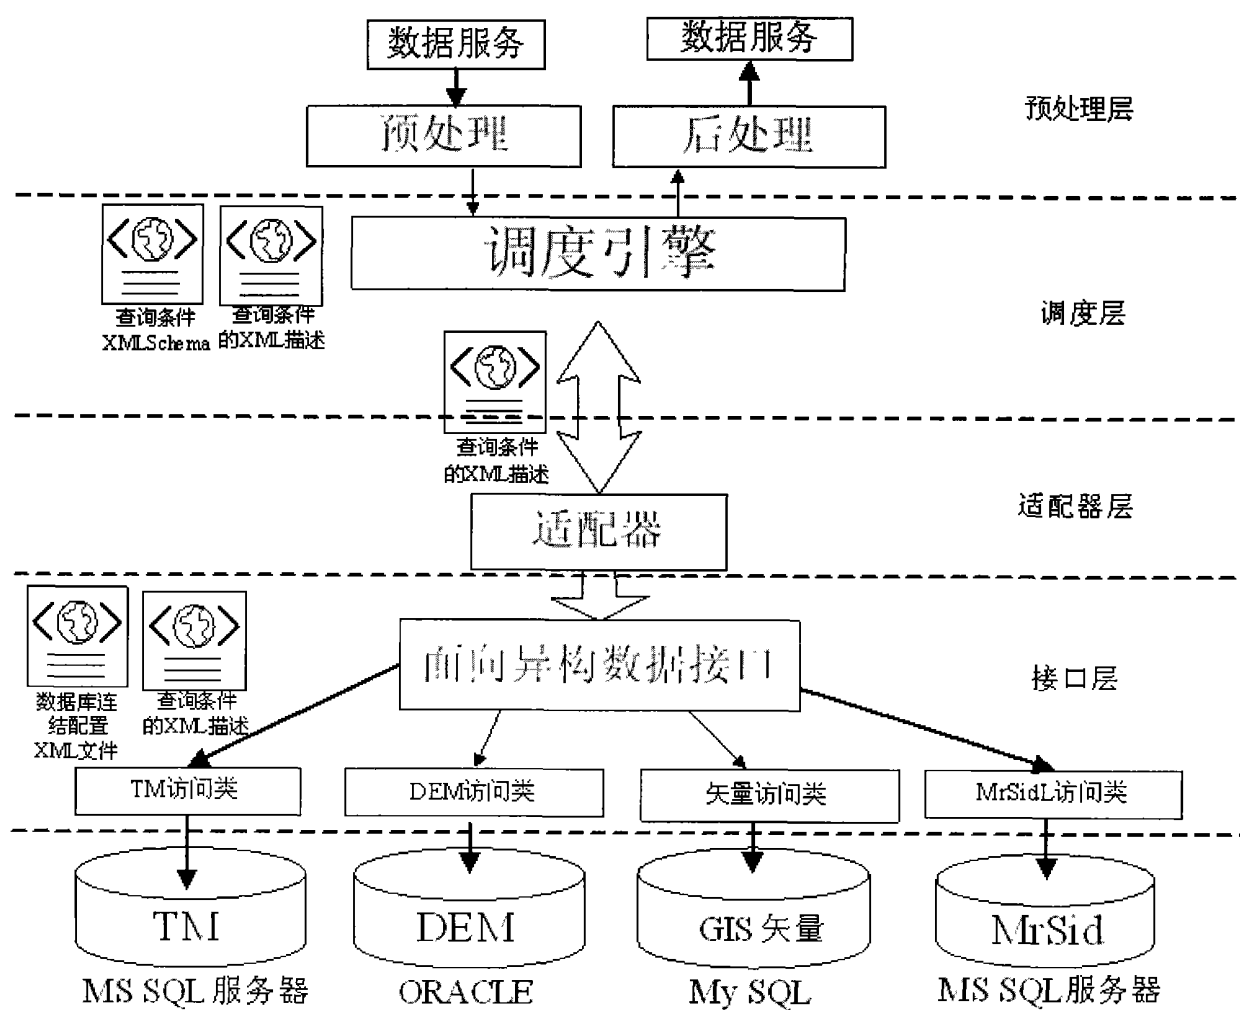 数据服务
数据服务
预处理
后处理
预处理层
调度引擎
查询条件
XMLSchema
查询条件
的XML描述
调度层
查询条件
的XML描述
适配器
适配器层
面向异构数据接口
接口层
数据库连
结配置
XML文件
查询条件
的XML描述
TM访问类
DEM访问类
矢量访问类
MrSidL访问类
TM
DEM
GIS 矢量
MrSid
MS SQL 服务器
ORACLE
My SQL
MS SQL服务器